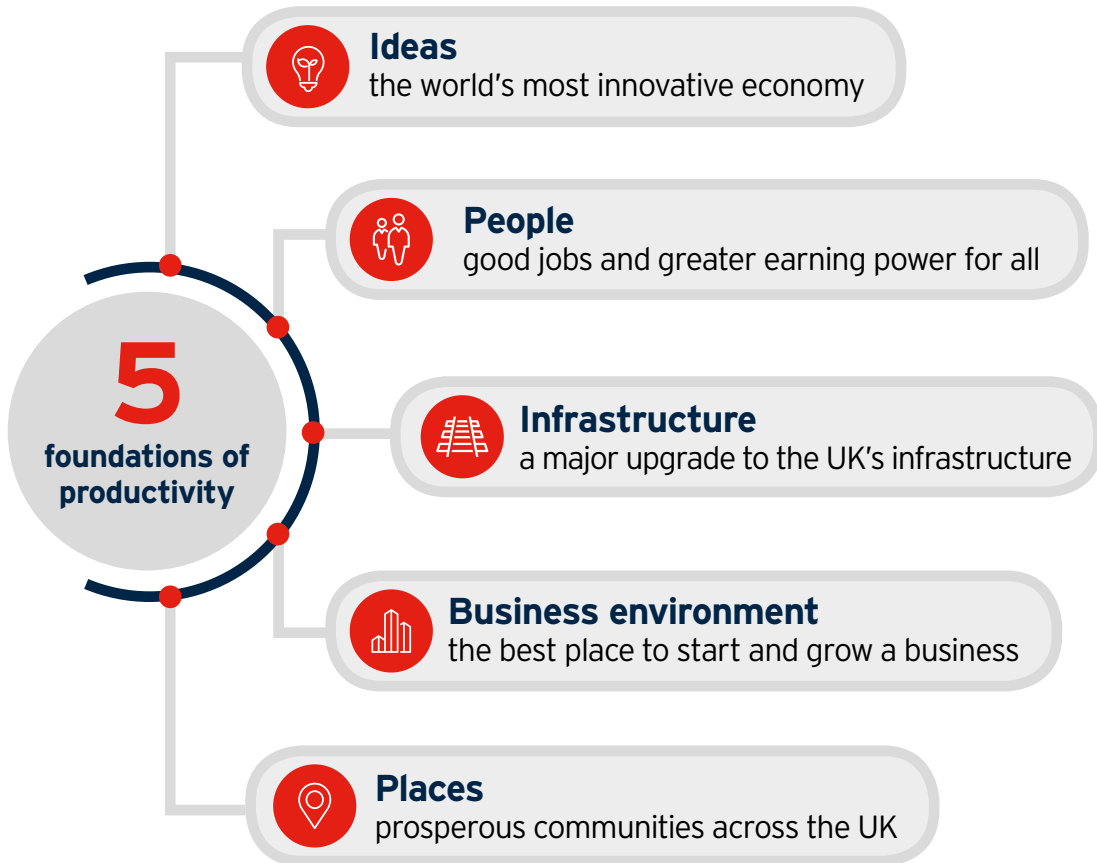 Ideas
the world's most innovative economy
People
good jobs and greater earning power for all
5
foundations of
productivity
Infrastructure
a major upgrade to the UK's infrastructure
Business environment
the best place to start and grow a business
Places
prosperous communities across the UK